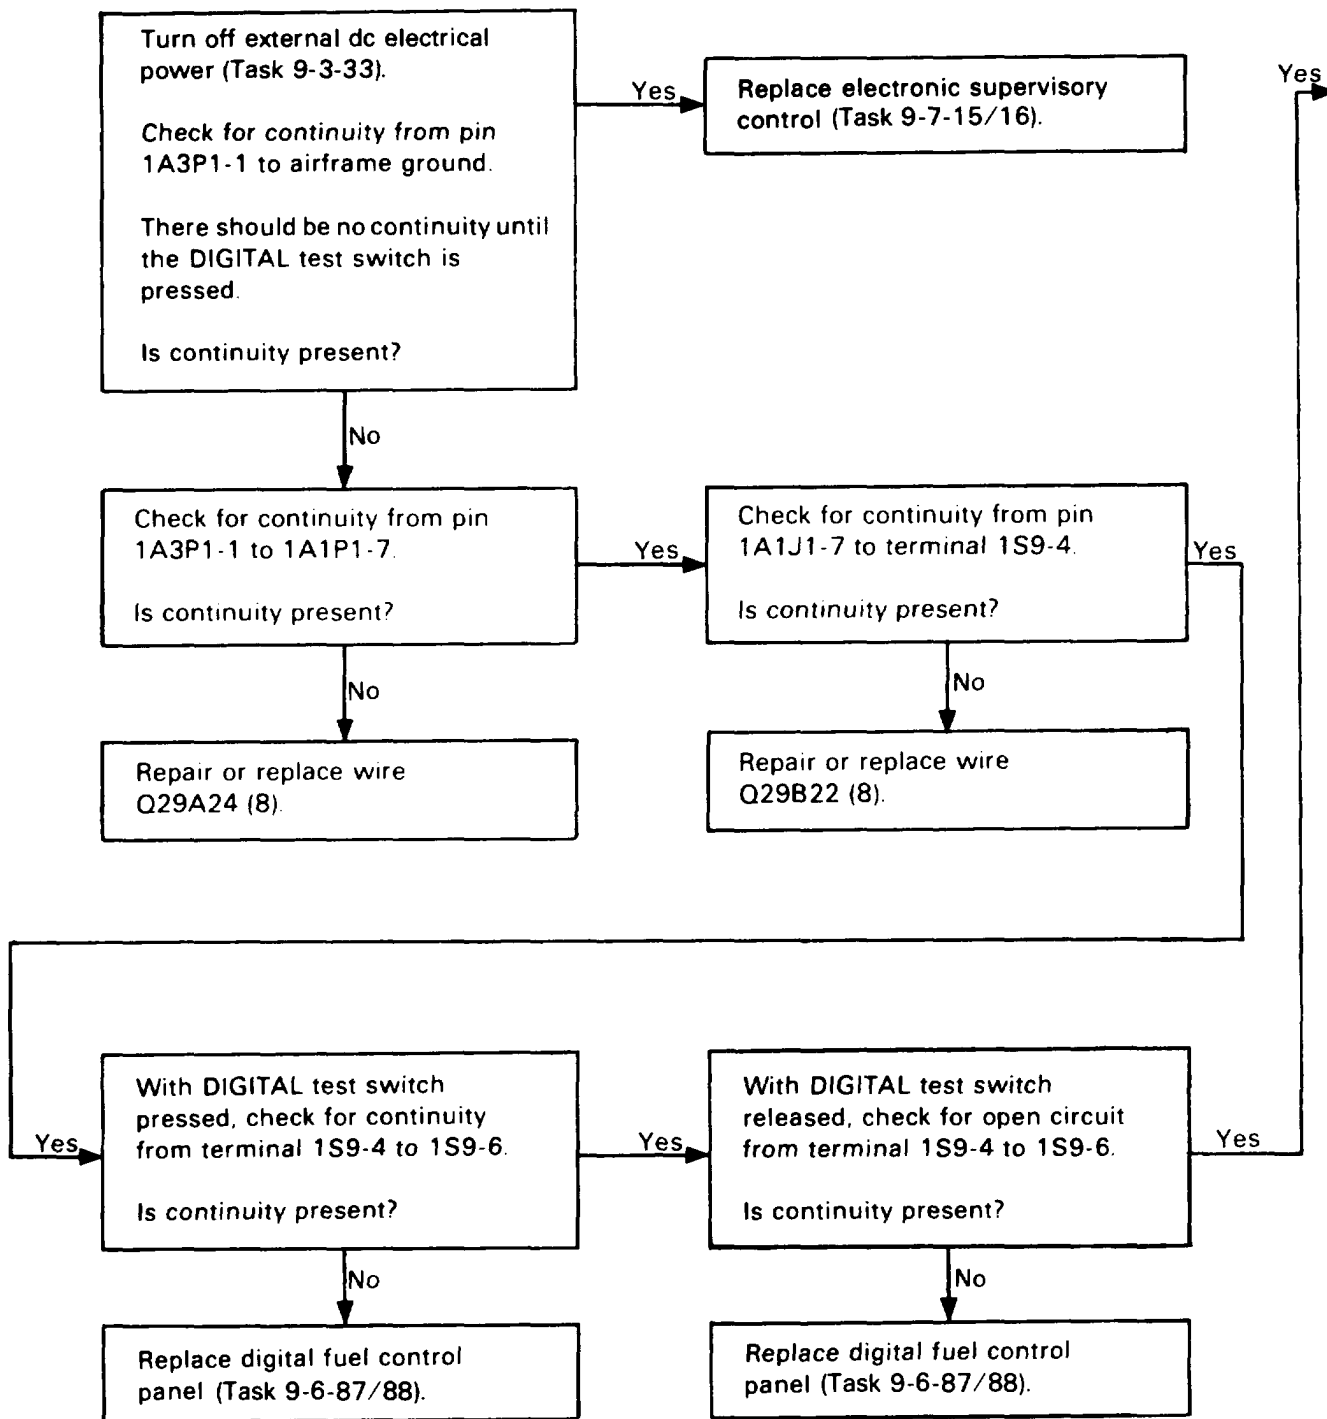 Turn off external dc electrical
power (Task 9-3-33).
Check for continuity from pin
1A3P1-1 to airframe ground.
There should be no continuity until
the DIGITAL test switch is
pressed.
Is continuity present?
Yes
Replace electronic supervisory
control (Task 9-7-15/16).
Yes
No
Check for continuity from pin
1A3P1-1 to 1A1P1-7.
Is continuity present?
Yes
Check for continuity from pin
1A1J1-7 to terminal 1S9-4.
Is continuity present?
Yes
No
No
Repair or replace wire
Q29A24 (8).
Repair or replace wire
Q29B22 (8).
Yes
With DIGITAL test switch
pressed, check for continuity
from terminal 1S9-4 to 1S9-6.
Is continuity present?
Yes
With DIGITAL test switch
released, check for open circuit
from terminal 1S9-4 to 1S9-6.
Is continuity present?
Yes
No
No
Replace digital fuel control
panel (Task 9-6-87/88).
Replace digital fuel control
panel (Task 9-6-87/88).